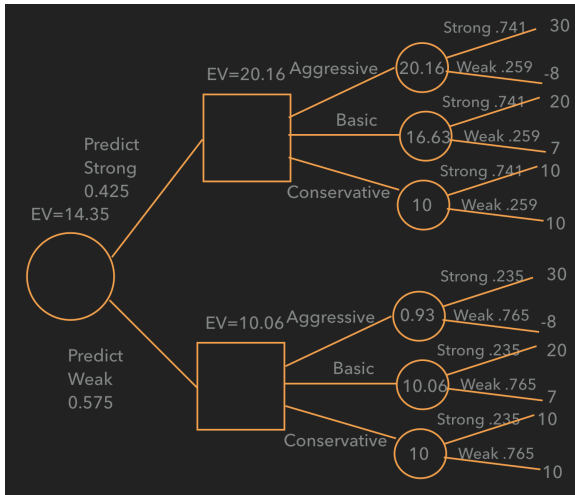 Strong .741 30
EV=20.16 Aggressive 20.16 Weak .259 -8
Strong .741 20
Predict
Strong
0.425
Basic 16.63 Weak .259 7
Strong .741 10
Conservative 10 Weak .259 10
EV=14.35
Strong .235 30
EV=10.06 Aggressive 0.93 Weak .765 -8
Strong .235 20
Predict
Weak
0.575
Basic 10.06 Weak .765 7
Strong .235 10
Conservative 10 Weak .765 10